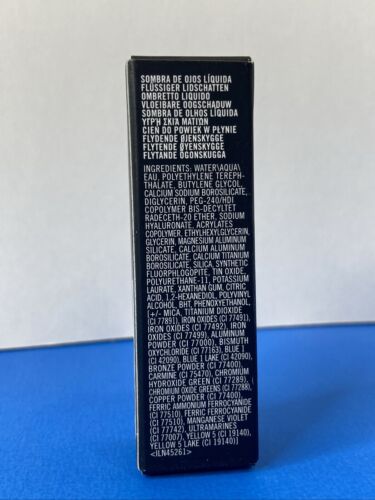 SOMBRA DE OJOS LÍQUIDA
FLÜSSIGER LIDSCHATTEN
OMBRETTO LIQUIDO
VLOEIBARE OOGSCHADUW
SOMBRA DE OLHOS LÍQUIDA
ΥΓΡΗ ΣΚΙΑ ΜΑΤΙΩΝ
CIEŃ DO POWIEK W PŁYNIE
FLYDENDE ØJENSKYGGE
FLYTENDE ØYENSKYGGE
FLYTANDE ÖGONSKUGGA
INGREDIENTS: WATER\AQUA\
EAU, POLYETHYLENE TEREPH-
THALATE, BUTYLENE GLYCOL,
CALCIUM SODIUM BOROSILICATE,
DIGLYCERIN, PEG-240/HDI
COPOLYMER BIS-DECYLTET
RADECETH-20 ETHER, SODIUM
HYALURONATE, ACRYLATES
COPOLYMER, ETHYLHEXYLGLYCERIN,
GLYCERIN, MAGNESIUM ALUMINUM
SILICATE, CALCIUM ALUMINUM
BOROSILICATE, CALCIUM TITANIUM
BOROSILICATE, SILICA, SYNTHETIC
FLUORPHLOGOPITE, TIN OXIDE,
POLYURETHANE-11, POTASSIUM
LAURATE, XANTHAN GUM, CITRIC
ACID, 1,2-HEXANEDIOL, POLYVINYL
ALCOHOL, BHT, PHENOXYETHANOL,
[+/- MICA, TITANIUM DIOXIDE
(CI 77891), IRON OXIDES (CI 77491),
IRON OXIDES (CI 77492), IRON
OXIDES (CI 77499), ALUMINUM
POWDER (CI 77000), BISMUTH
OXYCHLORIDE (CI 77163), BLUE 1
(CI 42090), BLUE 1 LAKE (CI 42090),
BRONZE POWDER (CI 77400),
CARMINE (CI 75470), CHROMIUM
HYDROXIDE GREEN (CI 77289),
CHROMIUM OXIDE GREENS (CI 77288),
COPPER POWDER (CI 77400),
FERRIC AMMONIUM FERROCYANIDE
(CI 77510), FERRIC FERROCYANIDE
(CI 77510), MANGANESE VIOLET
(CI 77742), ULTRAMARINES
(CI 77007), YELLOW 5 (CI 19140),
YELLOW 5 LAKE (CI 19140)]
<ILN45261>